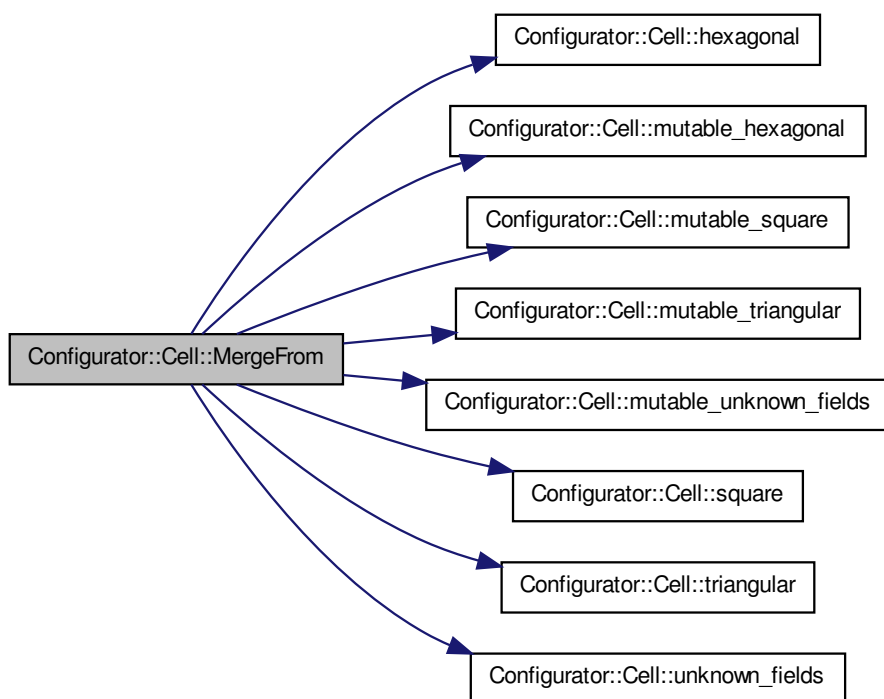 Configurator::Cell::hexagonal
Configurator::Cell::mutable_hexagonal
Configurator::Cell::mutable_square
Configurator::Cell::mutable_triangular
Configurator::Cell::MergeFrom
Configurator::Cell::mutable_unknown_fields
Configurator::Cell::square
Configurator::Cell::triangular
Configurator::Cell::unknown_fields